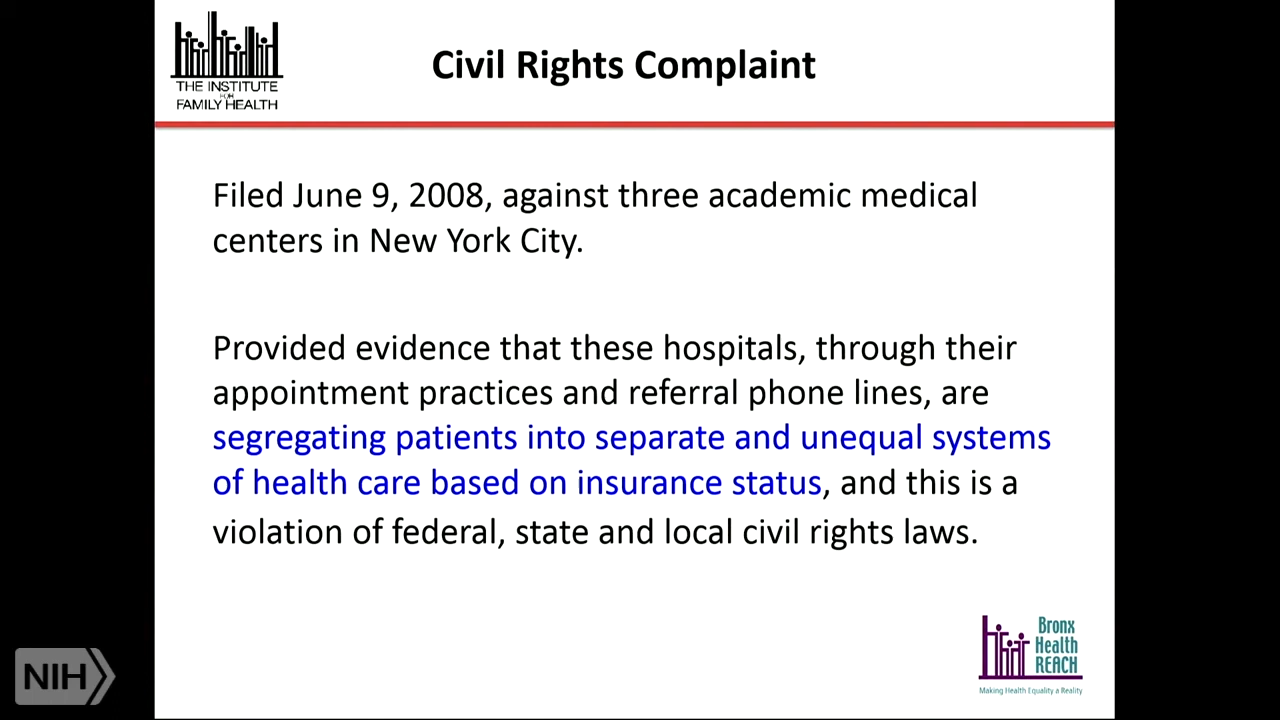 THE INSTITUTE
FOR
FAMILY HEALTH
Civil Rights Complaint
Filed June 9, 2008, against three academic medical
centers in New York City.
Provided evidence that these hospitals, through their
appointment practices and referral phone lines, are
segregating patients into separate and unequal systems
of health care based on insurance status, and this is a
violation of federal, state and local civil rights laws.
NIH
Bronx
Health
REACH
Making Health Equality a Reality